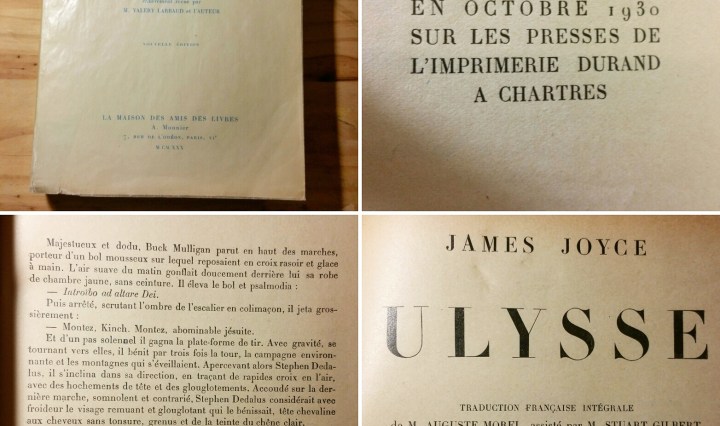 entièrement revue par
M. VALERY LARBAUD ET L'AUTEUR
NOUVELLE ÉDITION
LA MAISON DES AMIS DES LIVRES
A. Monnier
7, RUE DE L'ODÉON, PARIS, VIe
MCMXXX
EN OCTOBRE 1930
SUR LES PRESSES DE
L'IMPRIMERIE DURAND
A CHARTRES
Majestueux et dodu, Buck Mulligan parut en haut des marches,
porteur d'un bol mousseux sur lequel reposaient en croix rasoir et glace
à main. L'air suave du matin gonflait doucement derrière lui sa robe
de chambre jaune, sans ceinture. Il éleva le bol et psalmodia :
— Introïbo ad altare Dei.
Puis arrêté, scrutant l'ombre de l'escalier en colimaçon, il jeta gros-
sièrement :
— Montez, Kinch. Montez, abominable jésuite.
Et d'un pas solennel il gagna la plate-forme de tir. Avec gravité, se
tournant vers elles, il bénit par trois fois la tour, la campagne environ-
nante et les montagnes qui s'éveillaient. Apercevant alors Stephen Deda-
lus, il s'inclina dans sa direction, en traçant de rapides croix en l'air,
avec des hochements de tête et des glouglotements. Accoudé sur la der-
nière marche, somnolent et contrarié, Stephen Dedalus considérait avec
froideur le visage remuant et glouglotant qui le bénissait, tête chevaline
aux cheveux sans tonsure, grenus et de la teinte du chêne clair.
JAMES JOYCE
ULYSSE
TRADUCTION FRANÇAISE INTÉGRALE
de M. AUGUSTE MOREL, assisté par M. STUART GILBERT